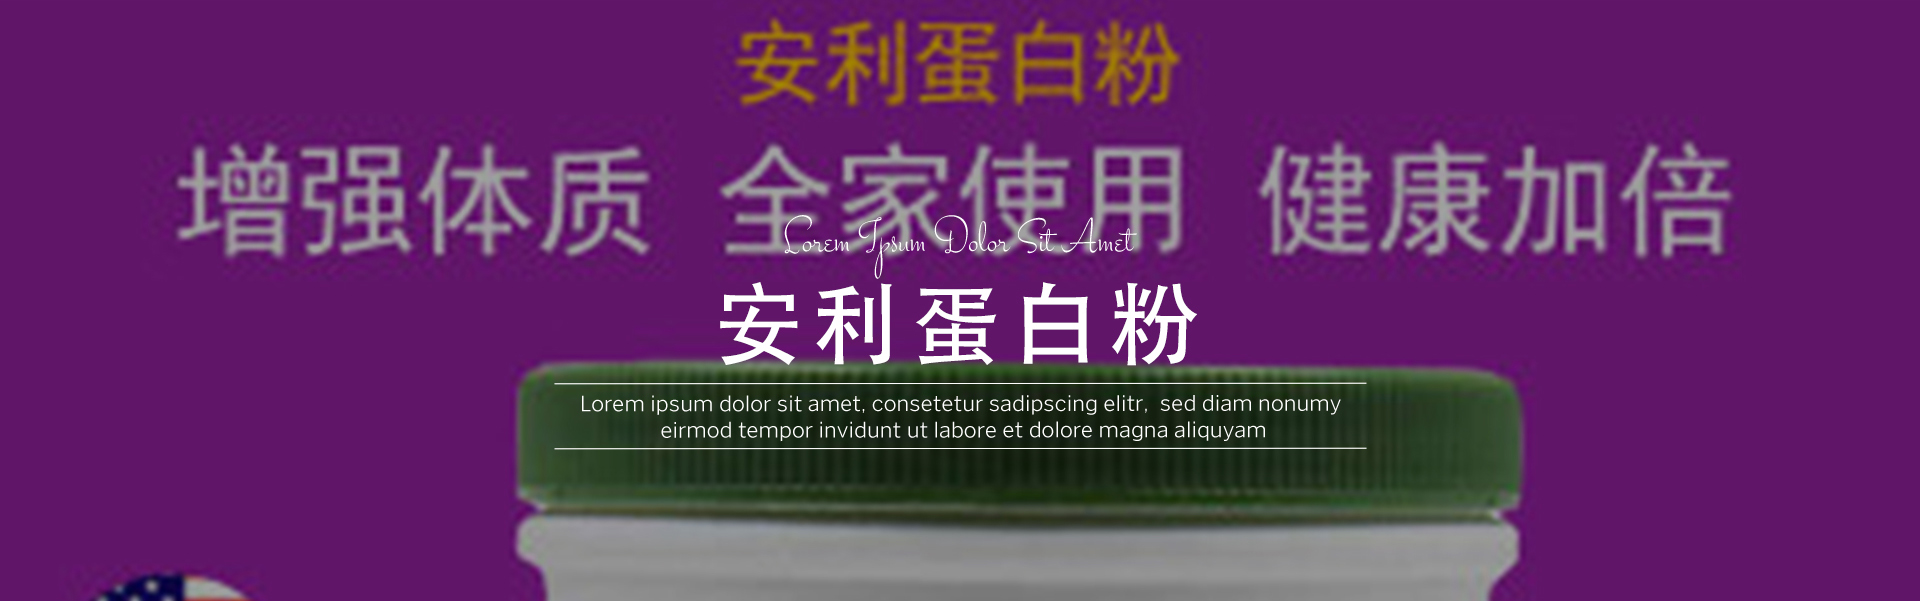 安利蛋白粉
增强体质 全家使用 健康加倍
Lorem Ipsum Dolor Sit Amet
安利蛋白粉
Lorem ipsum dolor sit amet, consetetur sadipscing elitr, sed diam nonumy
eirmod tempor invidunt ut labore et dolore magna aliquyam